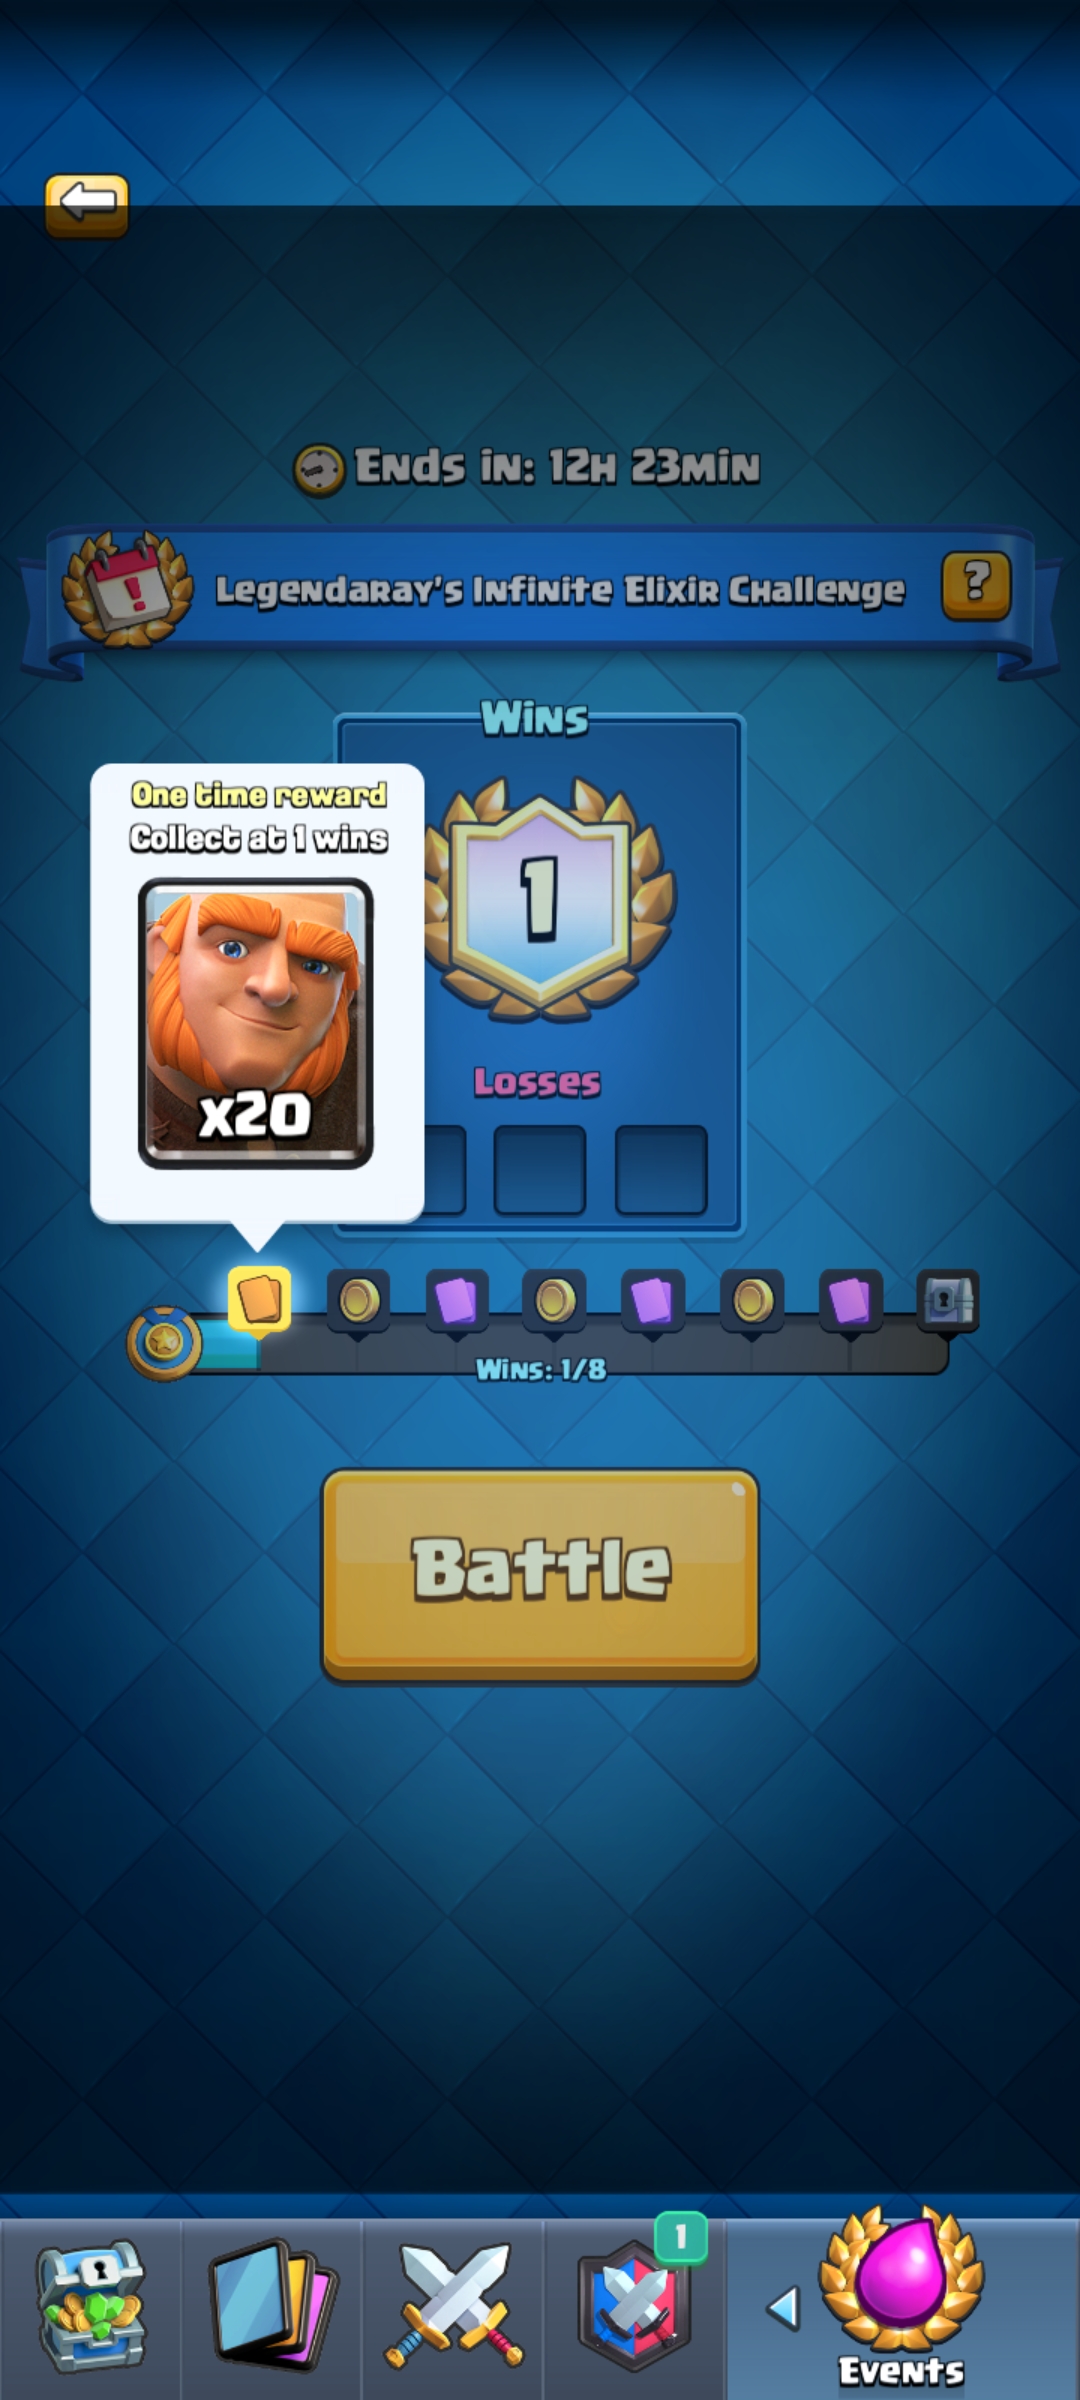 Ends in: 12h 23min
Legendaray's Infinite Elixir Challenge
?
Wins
One time reward
Collect at 1 wins
1
x20
Losses
Wins: 1/8
Battle
1
Events